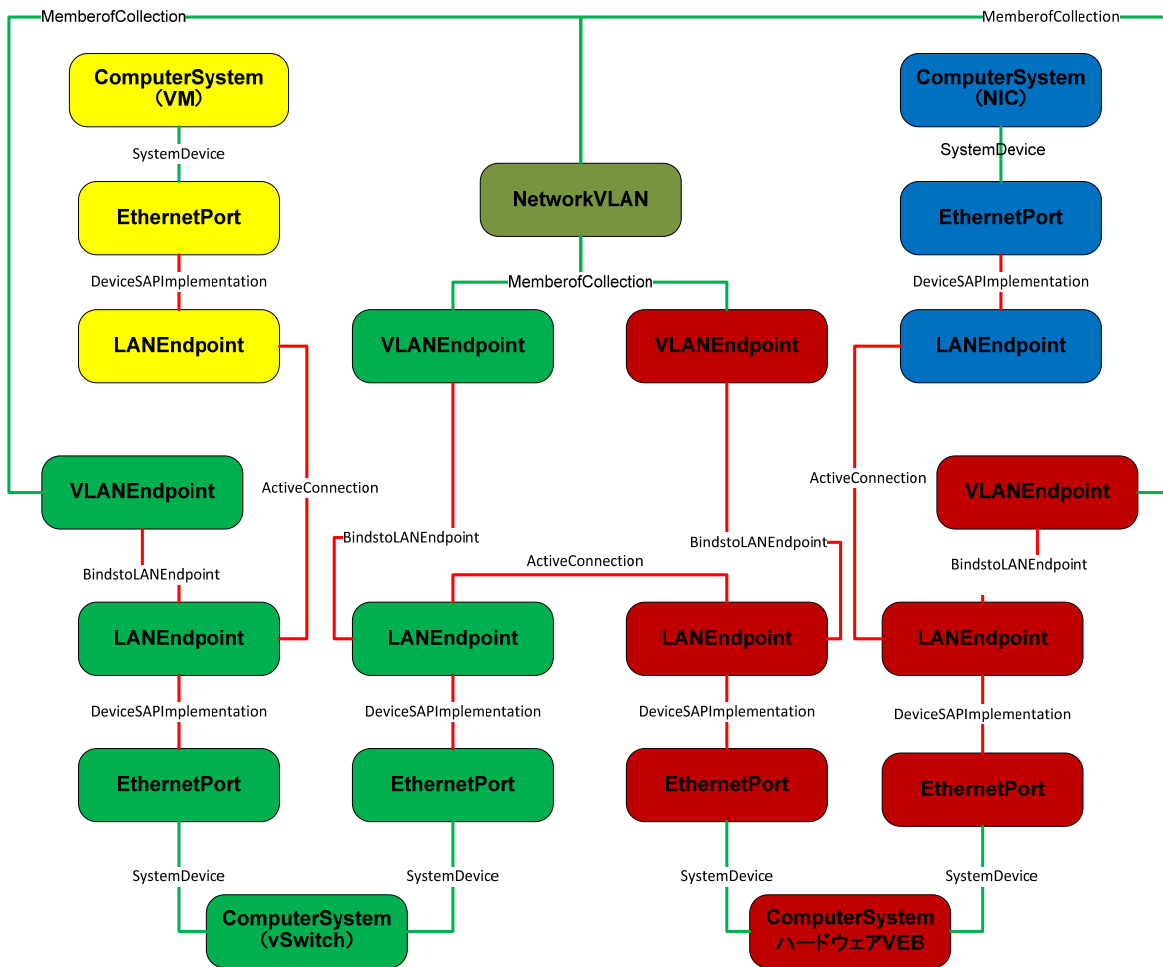 MemberofCollection
MemberofCollection
ComputerSystem
（VM）
ComputerSystem
（NIC）
SystemDevice
SystemDevice
NetworkVLAN
EthernetPort
EthernetPort
DeviceSAPImplementation
MemberofCollection
DeviceSAPImplementation
LANEndpoint
VLANEndpoint
VLANEndpoint
LANEndpoint
ActiveConnection
ActiveConnection
VLANEndpoint
VLANEndpoint
BindstoLANEndpoint
BindstoLANEndpoint
ActiveConnection
BindstoLANEndpoint
BindstoLANEndpoint
LANEndpoint
LANEndpoint
LANEndpoint
LANEndpoint
DeviceSAPImplementation
DeviceSAPImplementation
DeviceSAPImplementation
DeviceSAPImplementation
EthernetPort
EthernetPort
EthernetPort
EthernetPort
SystemDevice
SystemDevice
SystemDevice
SystemDevice
ComputerSystem
（vSwitch）
ComputerSystem
ハードウェアVEB